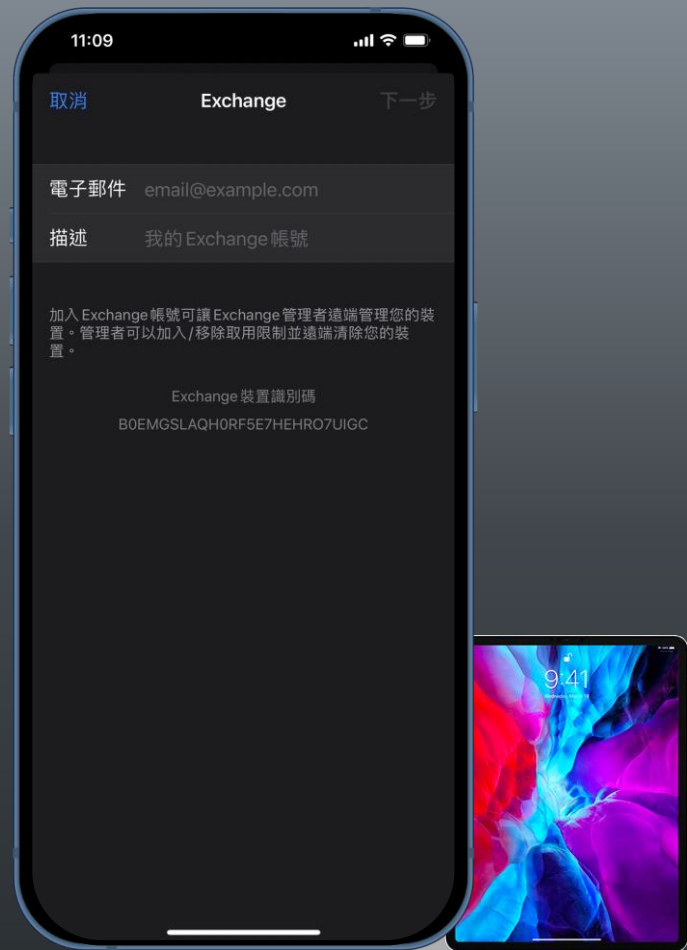 11:09
取消 Exchange 下一步
電子郵件 email@example.com
描述 我的 Exchange 帳號
加入 Exchange 帳號可讓 Exchange 管理者遠端管理您的裝
置。管理者可以加入/移除取用限制並遠端清除您的裝
置。
Exchange 裝置識別碼
B0EMGSLAQH0RF5E7HEHRO7UIGC
9:41